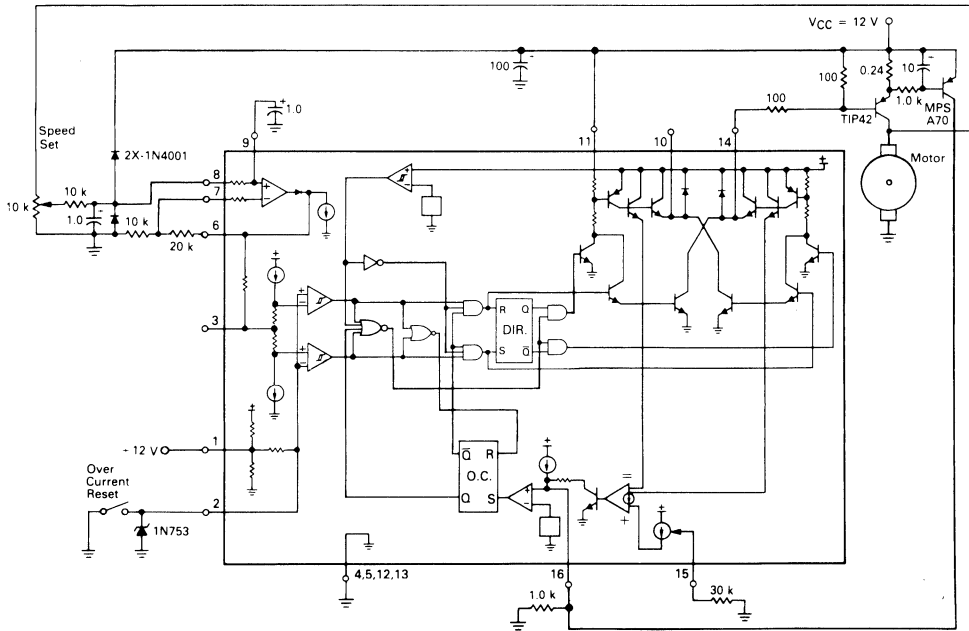 VCC = 12 V
100
100
0.24
10
1.0 k
MPS
A70
TIP42
100
1.0
Speed
Set
2X-1N4001
9
11
10
14
Motor
10 k
10 k
1.0
10 k
20 k
8
7
6
3
+
−
R
Q
DIR.
S
Q̅
+ 12 V
1
Over
Current
Reset
2
1N753
Q̅
R
O.C.
Q
S
4,5,12,13
16
15
1.0 k
30 k